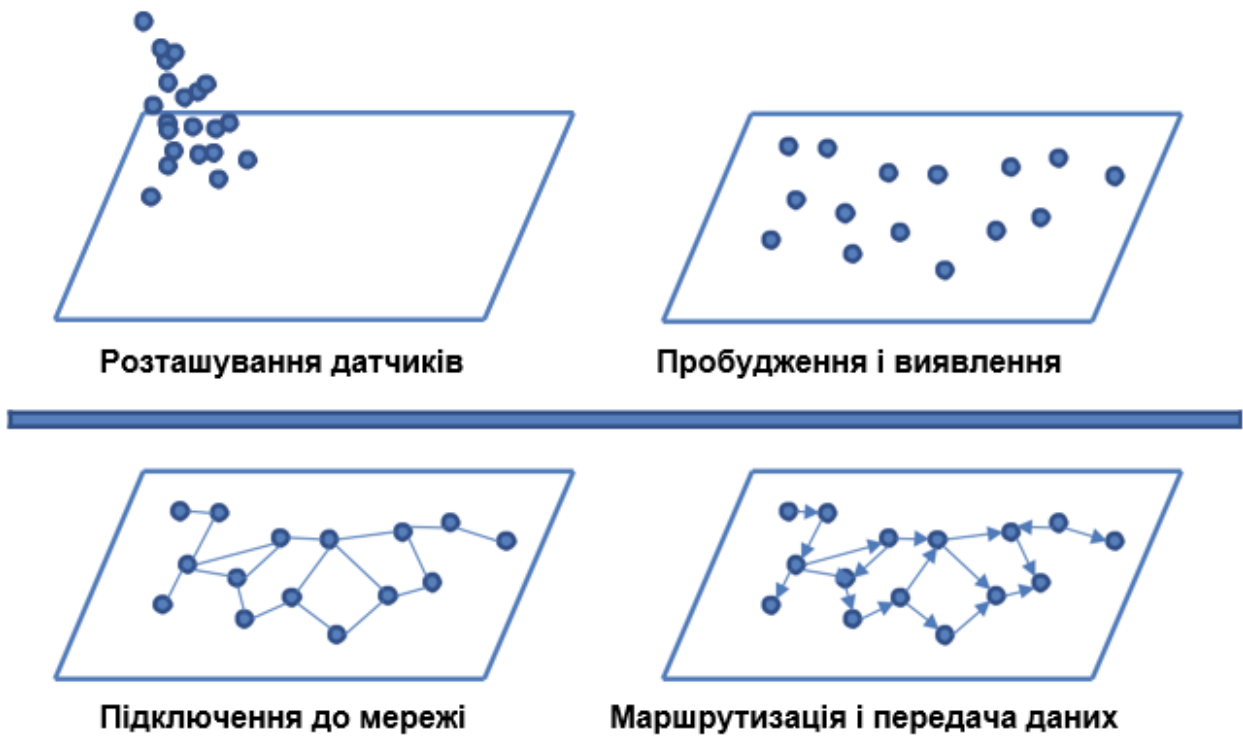 Розташування датчиків
Пробудження і виявлення
Підключення до мережі
Маршрутизація і передача даних